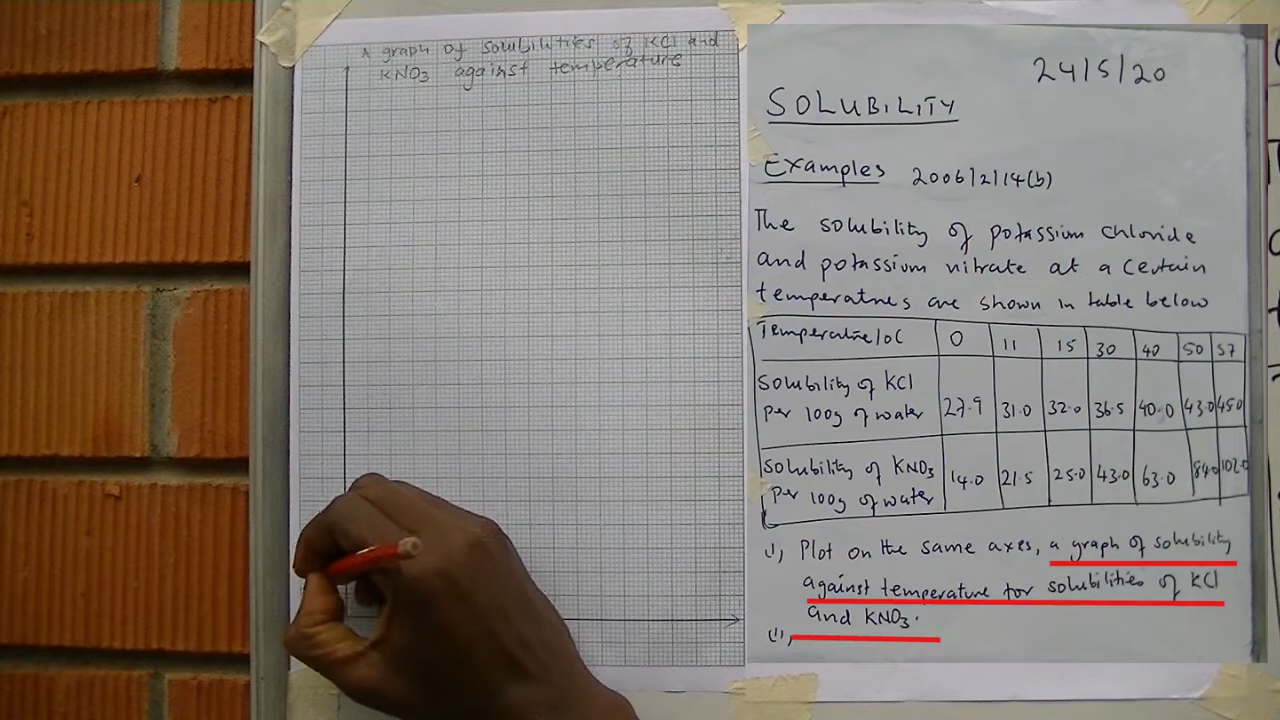 A graph of solubilities of KCl and
KNO3 against temperature
24/5/20
SOLUBILITY
Examples 2006/2/14(b)
The solubility of potassium chloride
and potassium nitrate at a certain
temperatures are shown in table below
Temperature/oC 0 11 15 30 40 50 57
Solubility of KCl
per 100g of water 27.9 31.0 32.0 36.5 40.0 43.0 45.0
Solubility of KNO3
per 100g of water 14.0 21.5 25.0 43.0 63.0 84.0 102.0
i, Plot on the same axes, a graph of solubility
against temperature for solubilities of KCl
and KNO3.